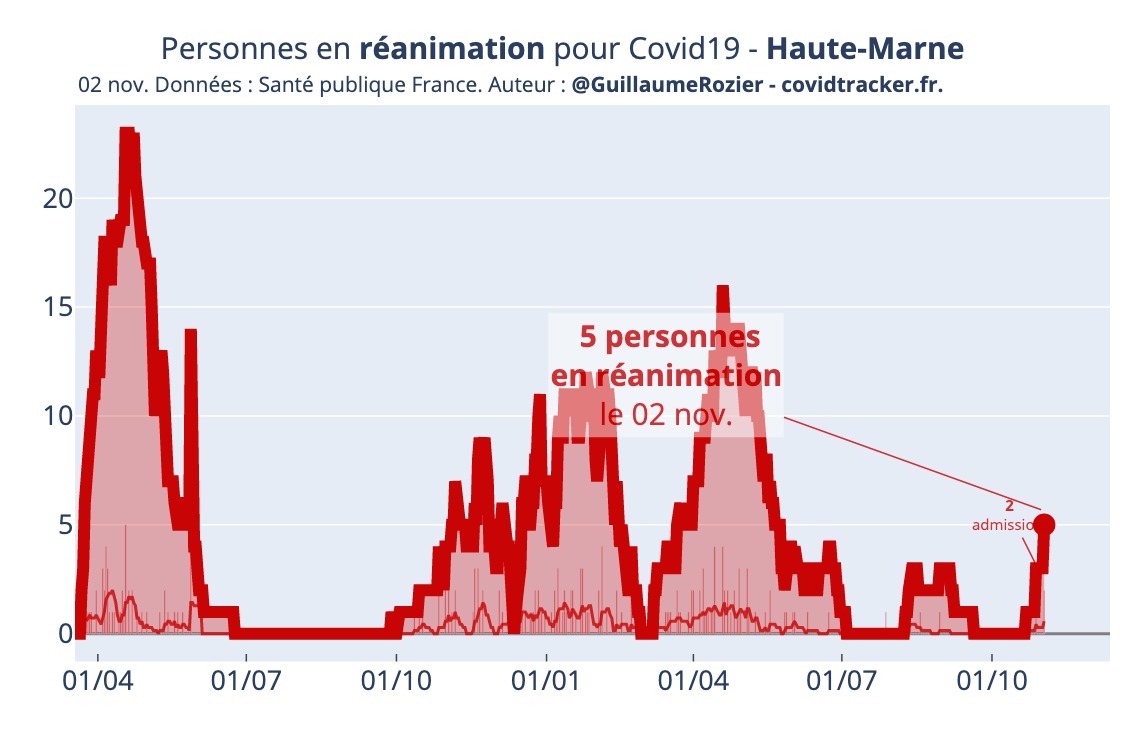 Personnes en réanimation pour Covid19 - Haute-Marne
02 nov. Données : Santé publique France. Auteur : @GuillaumeRozier - covidtracker.fr.
20
15
10
5
0
5 personnes
en réanimation
le 02 nov.
2
admissio
01/04
01/07
01/10
01/01
01/04
01/07
01/10